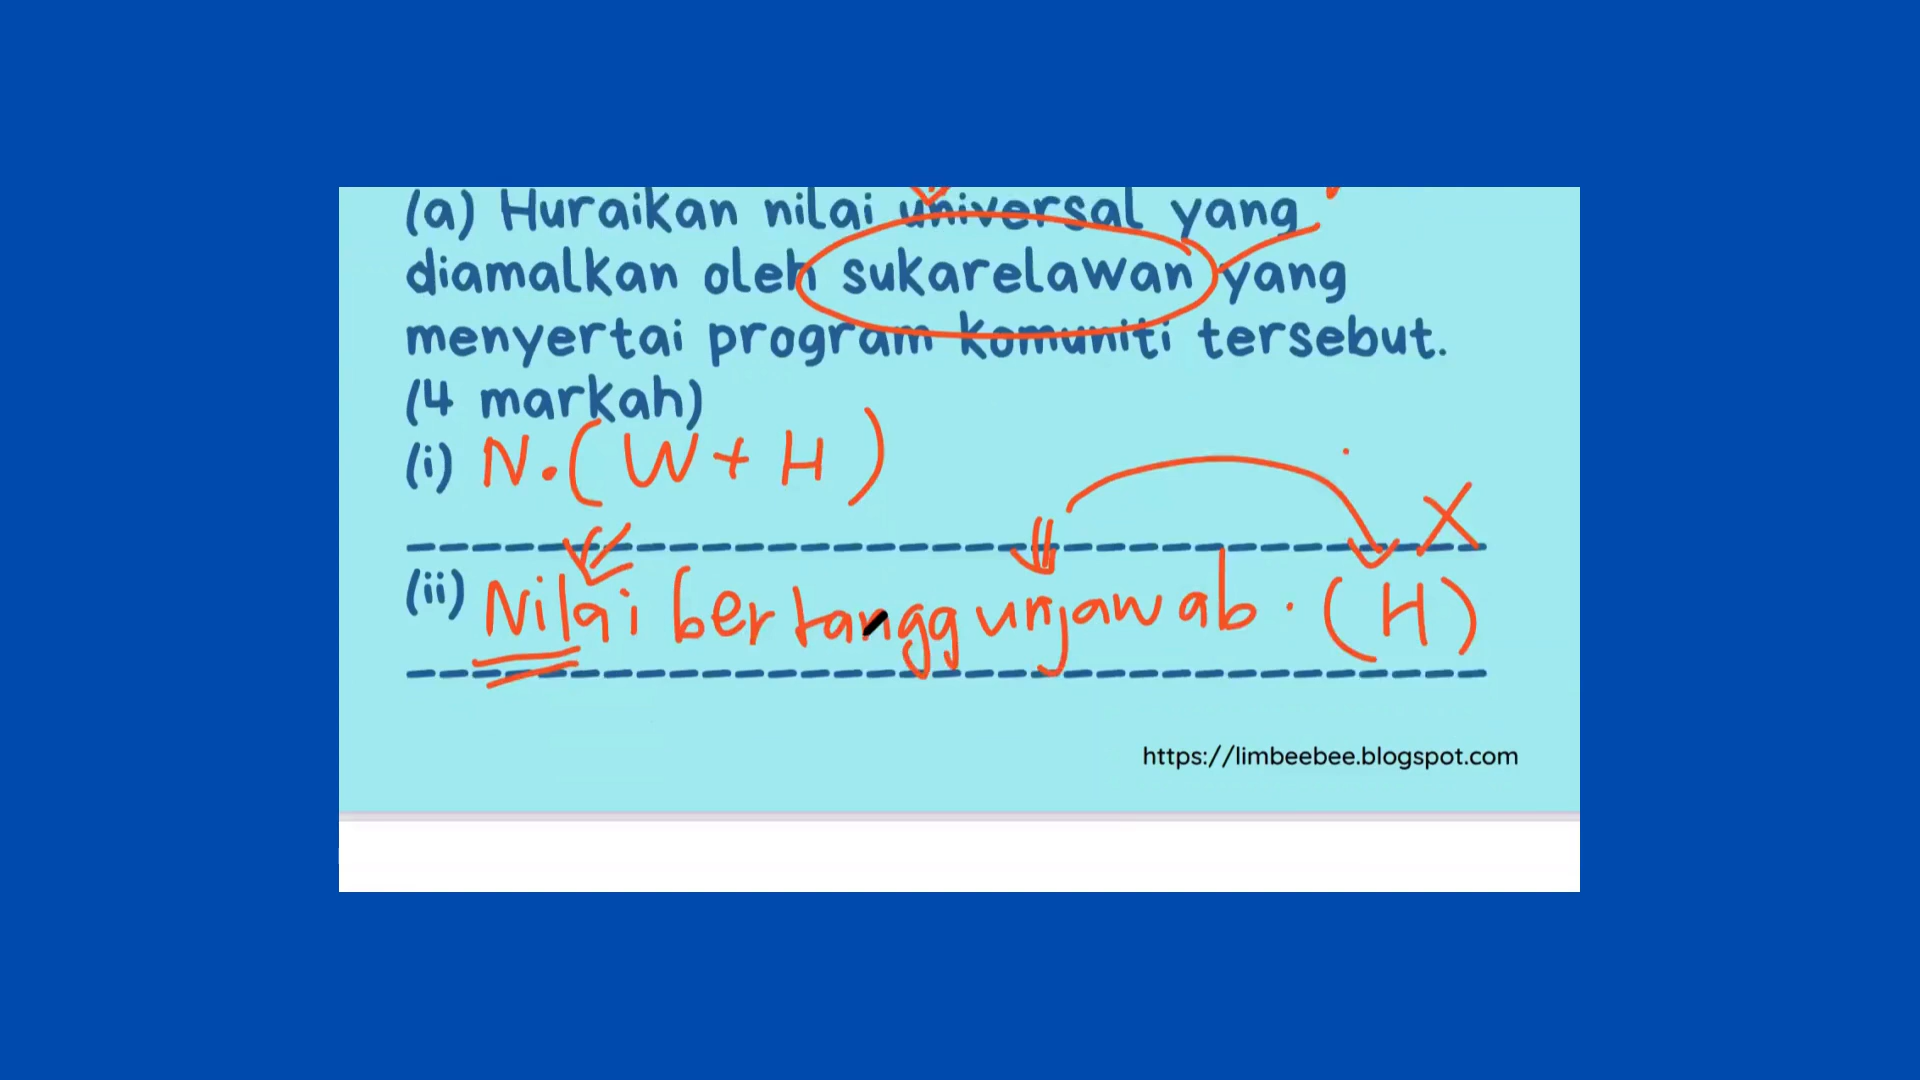 (a) Huraikan nilai universal yang
diamalkan oleh sukarelawan yang
menyertai program komuniti tersebut.
(4 markah)
(i) N. (W + H)
X
(ii) Nilai bertanggunjawab. (H)
https://limbeebee.blogspot.com